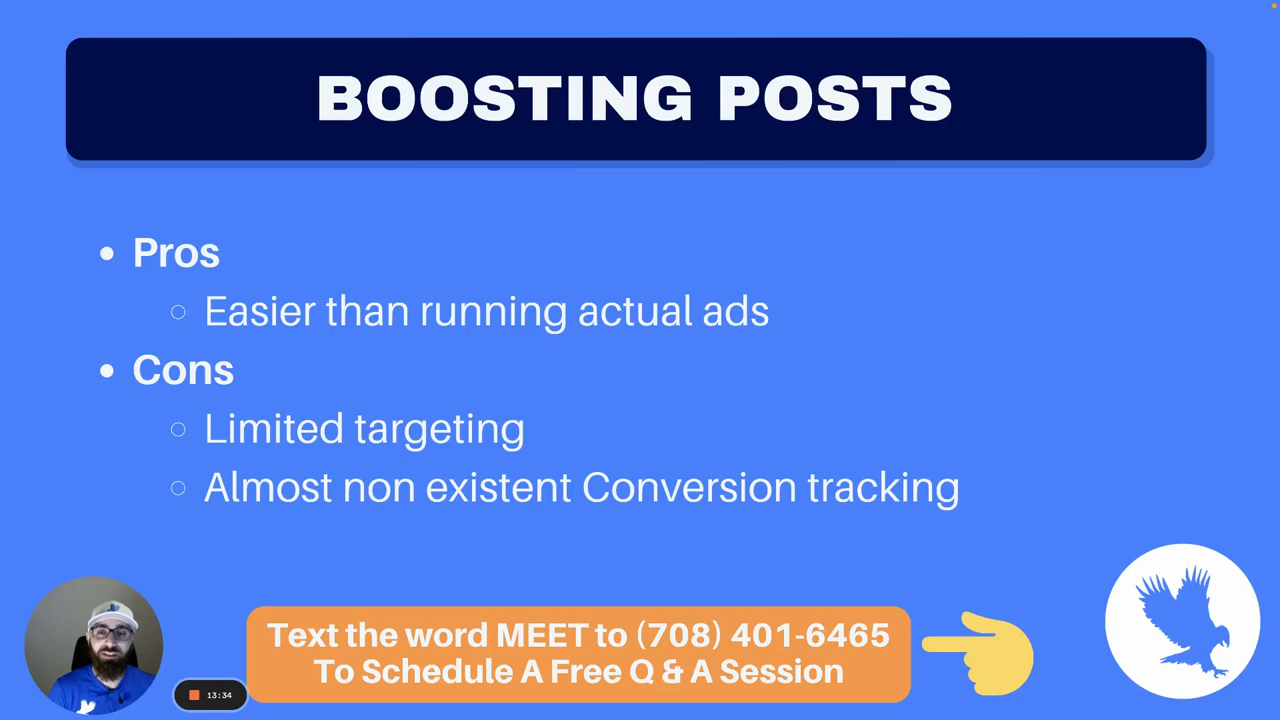 BOOSTING POSTS
Pros
Easier than running actual ads
Cons
Limited targeting
Almost non existent Conversion tracking
Text the word MEET to (708) 401-6465
To Schedule A Free Q & A Session
13:34